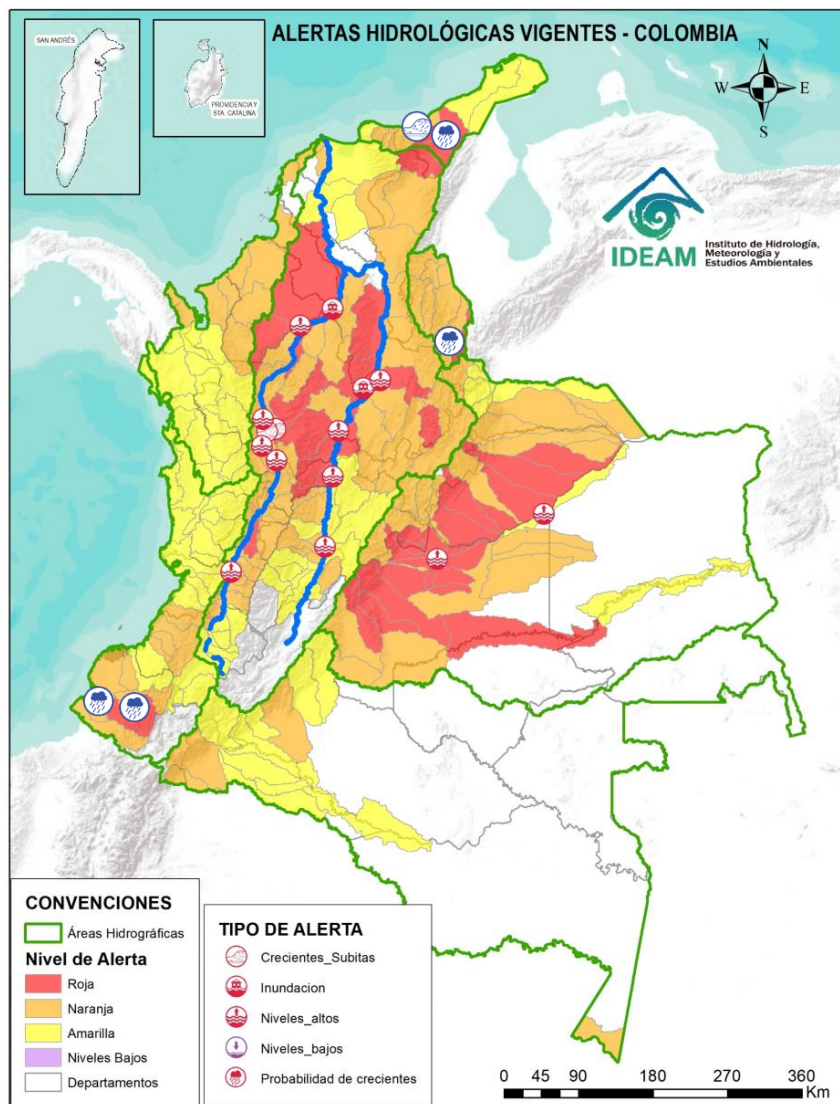 ALERTAS HIDROLÓGICAS VIGENTES - COLOMBIA
SAN ANDRÉS
PROVIDENCIA Y
STA. CATALINA
N
W
E
S
IDEAM
Instituto de Hidrología,
Meteorología y
Estudios Ambientales
CONVENCIONES
Áreas Hidrográficas
Nivel de Alerta
Roja
Naranja
Amarilla
Niveles Bajos
Departamentos
TIPO DE ALERTA
Crecientes_Subitas
Inundacion
Niveles_altos
Niveles_bajos
Probabilidad de crecientes
0 45 90 180 270 360
Km